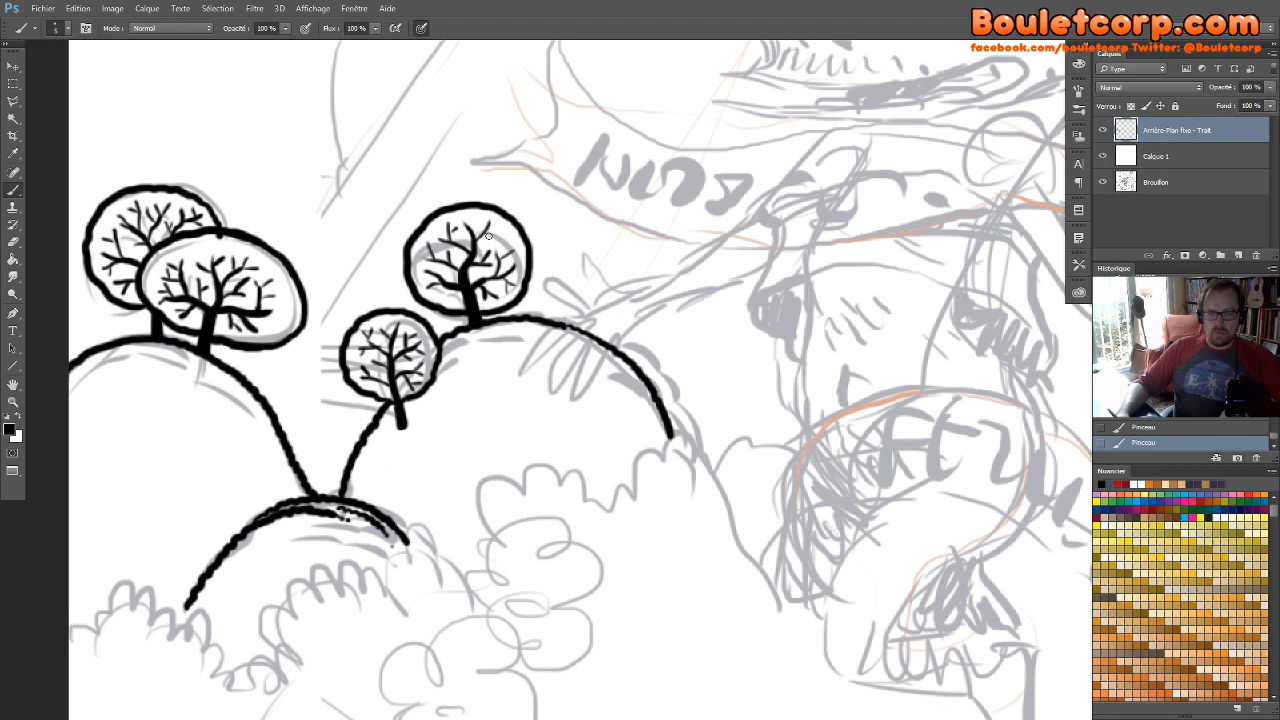 Ps Fichier Edition Image Calque Texte Sélection Filtre 3D Affichage Fenêtre Aide
Mode : Normal Opacité : 100 % Flux : 100 %
Bouletcorp.com
facebook.com/bouletcorp Twitter: @Bouletcorp
Calques
Type
Normal Opacité : 100 %
Verrou : Fond : 100 %
Arrière-Plan fixe - Trait
Calque 1
Brouillon
Historique
Pinceau
Pinceau
Nuancier